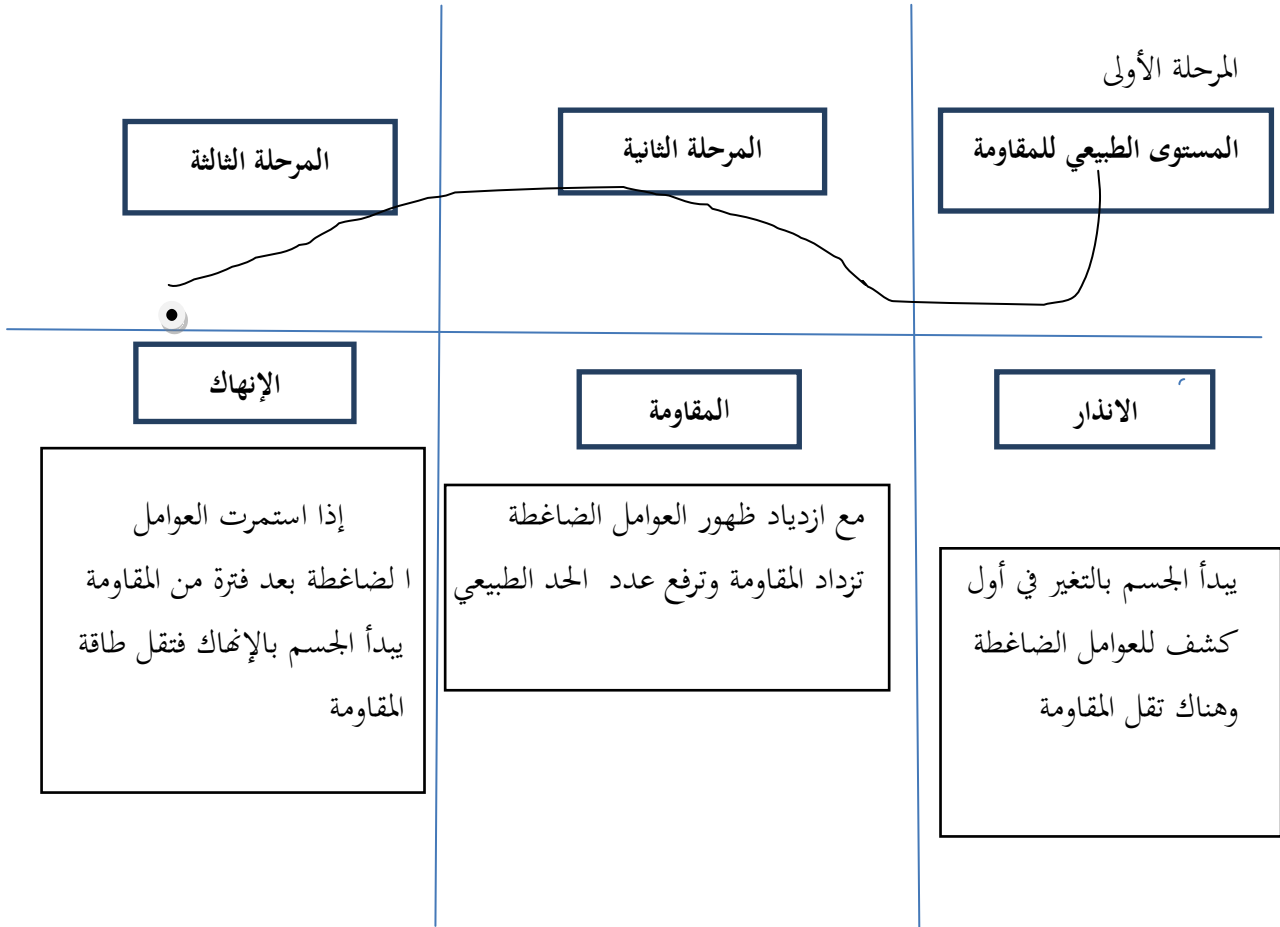 المرحلة الأولى
المستوى الطبيعي للمقاومة
المرحلة الثانية
المرحلة الثالثة
الانذار
المقاومة
الإنهاك
يبدأ الجسم بالتغير في أول
كشف للعوامل الضاغطة
وهناك تقل المقاومة
مع ازدياد ظهور العوامل الضاغطة
تزداد المقاومة وترفع عدد الحد الطبيعي
إذا استمرت العوامل
ا لضاغطة بعد فترة من المقاومة
يبدأ الجسم بالإنهاك فتقل طاقة
المقاومة